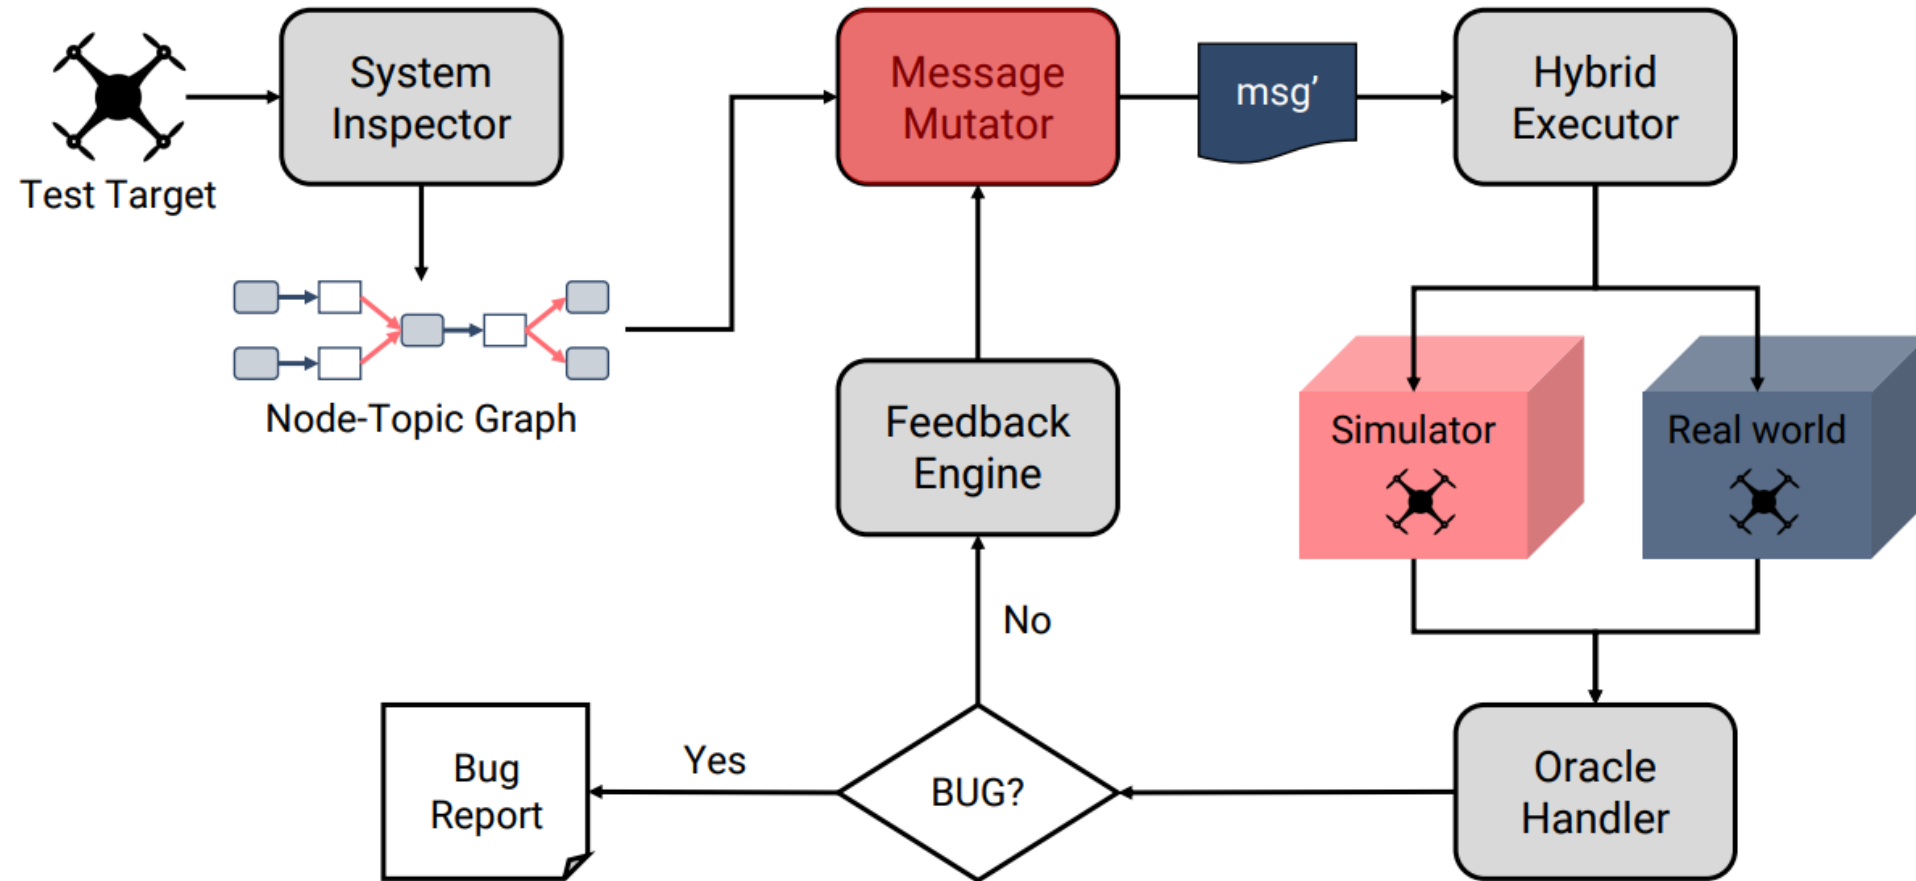 System
Inspector
Test Target
Node-Topic Graph
Message
Mutator
msg’
Hybrid
Executor
Simulator
Real world
Feedback
Engine
No
Oracle
Handler
BUG?
Yes
Bug
Report